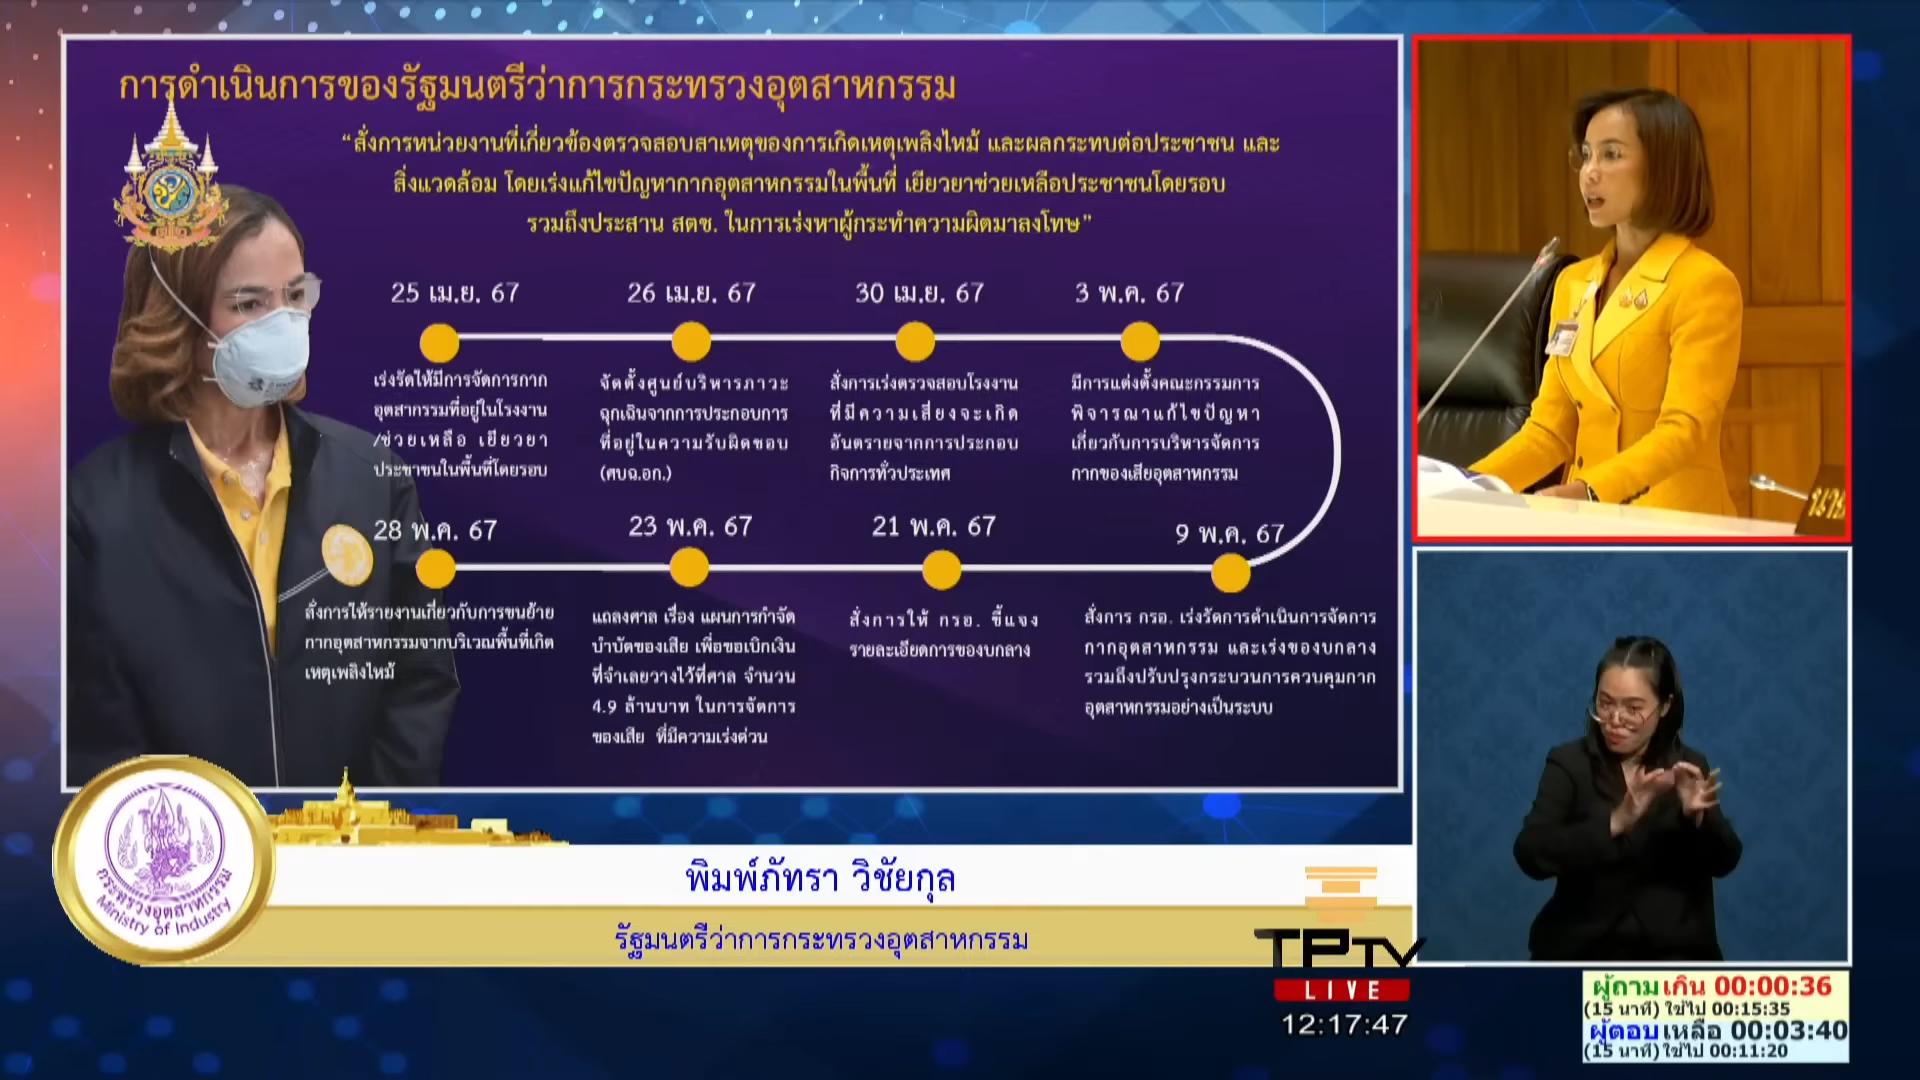 การดำเนินการของรัฐมนตรีว่าการกระทรวงอุตสาหกรรม
“สั่งการหน่วยงานที่เกี่ยวข้องตรวจสอบสาเหตุของการเกิดเหตุเพลิงไหม้ และผลกระทบต่อประชาชน และ
สิ่งแวดล้อม โดยเร่งแก้ไขปัญหากากอุตสาหกรรมในพื้นที่ เยียวยาช่วยเหลือประชาชนโดยรอบ
รวมถึงประสาน สตช. ในการเร่งหาผู้กระทำความผิดมาลงโทษ”
25 เม.ย. 67
เร่งรัดให้มีการจัดการกาก
อุตสากรรมที่อยู่ในโรงงาน
/ช่วยเหลือ เยียวยา
ประชาชนในพื้นที่โดยรอบ
26 เม.ย. 67
จัดตั้งศูนย์บริหารภาวะ
ฉุกเฉินจากการประกอบการ
ที่อยู่ในความรับผิดชอบ
(ศบฉ.อก.)
30 เม.ย. 67
สั่งการเร่งตรวจสอบโรงงาน
ที่มีความเสี่ยงจะเกิด
อันตรายจากการประกอบ
กิจการทั่วประเทศ
3 พ.ค. 67
มีการแต่งตั้งคณะกรรมการ
พิจารณาแก้ไขปัญหา
เกี่ยวกับการบริหารจัดการ
กากของเสียอุตสาหกรรม
28 พ.ค. 67
สั่งการให้รายงานเกี่ยวกับการขนย้าย
กากอุตสาหกรรมจากบริเวณพื้นที่เกิด
เหตุเพลิงไหม้
23 พ.ค. 67
แถลงศาล เรื่อง แผนการกำจัด
บำบัดของเสีย เพื่อขอเบิกเงิน
ที่จำเลยวางไว้ที่ศาล จำนวน
4.9 ล้านบาท ในการจัดการ
ของเสีย ที่มีความเร่งด่วน
21 พ.ค. 67
สั่งการให้ กรอ. ชี้แจง
รายละเอียดการของบกลาง
9 พ.ค. 67
สั่งการ กรอ. เร่งรัดการดำเนินการจัดการ
กากอุตสาหกรรม และเร่งของบกลาง
รวมถึงปรับปรุงกระบวนการควบคุมกาก
อุตสาหกรรมอย่างเป็นระบบ
กระทรวงอุตสาหกรรม
Ministry of Industry
พิมพ์ภัทรา วิชัยกุล
รัฐมนตรีว่าการกระทรวงอุตสาหกรรม
TPTV
LIVE
12:17:47
ผู้ถาม เกิน 00:00:36
(15 นาที) ใช้ไป 00:15:35
ผู้ตอบ เหลือ 00:03:40
(15 นาที) ใช้ไป 00:11:20